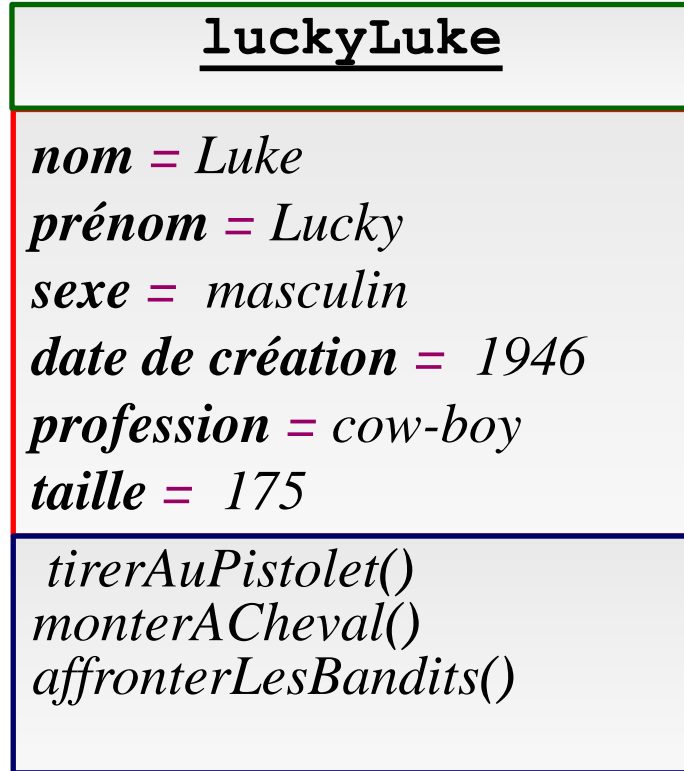 luckyLuke
nom = Luke
prénom = Lucky
sexe = masculin
date de création = 1946
profession = cow-boy
taille = 175
tirerAuPistolet()
monterACheval()
affronterLesBandits()